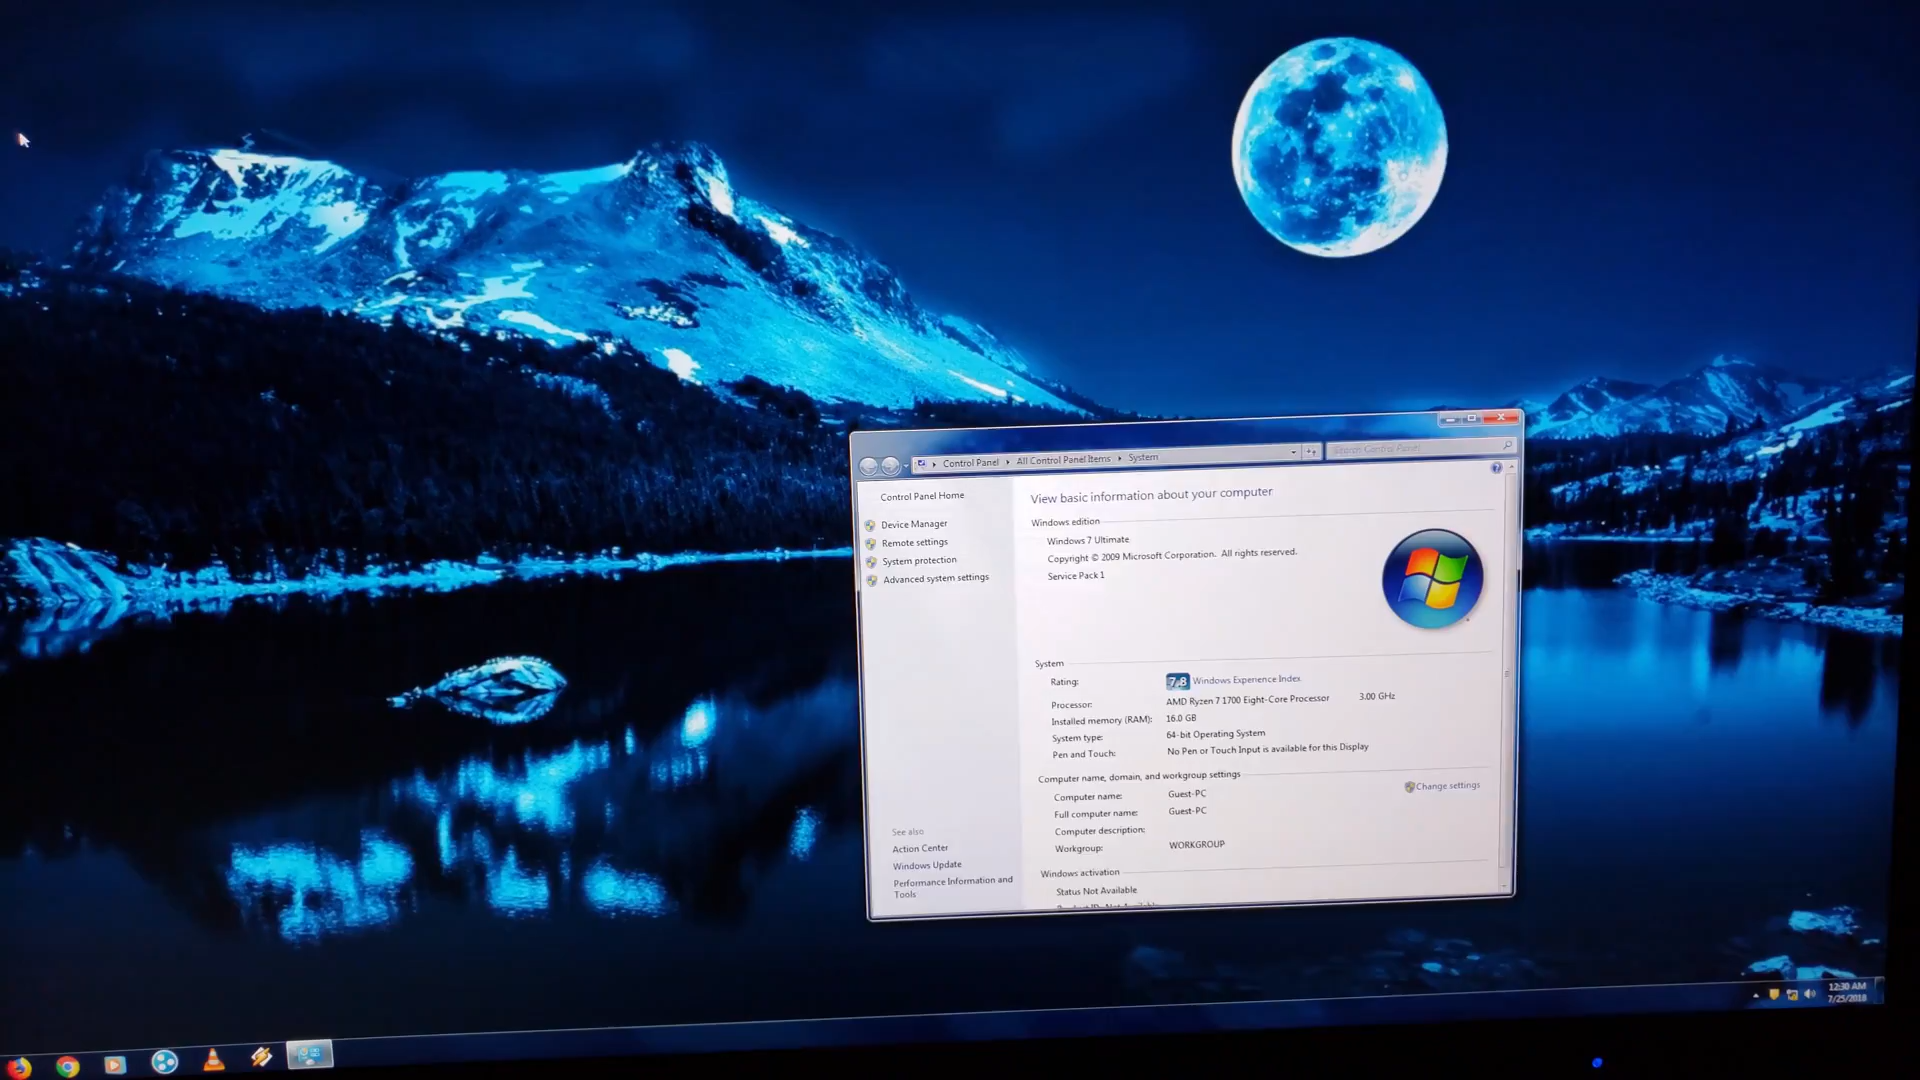 Control Panel ▸ All Control Panel Items ▸ System
Search Control Panel
Control Panel Home
Device Manager
Remote settings
System protection
Advanced system settings
See also
Action Center
Windows Update
Performance Information and
Tools
View basic information about your computer
Windows edition
Windows 7 Ultimate
Copyright © 2009 Microsoft Corporation. All rights reserved.
Service Pack 1
System
Rating: 7.8 Windows Experience Index
Processor: AMD Ryzen 7 1700 Eight-Core Processor 3.00 GHz
Installed memory (RAM): 16.0 GB
System type: 64-bit Operating System
Pen and Touch: No Pen or Touch Input is available for this Display
Computer name, domain, and workgroup settings
Computer name: Guest-PC
Change settings
Full computer name: Guest-PC
Computer description:
Workgroup: WORKGROUP
Windows activation
Status Not Available
12:30 AM
7/25/2018